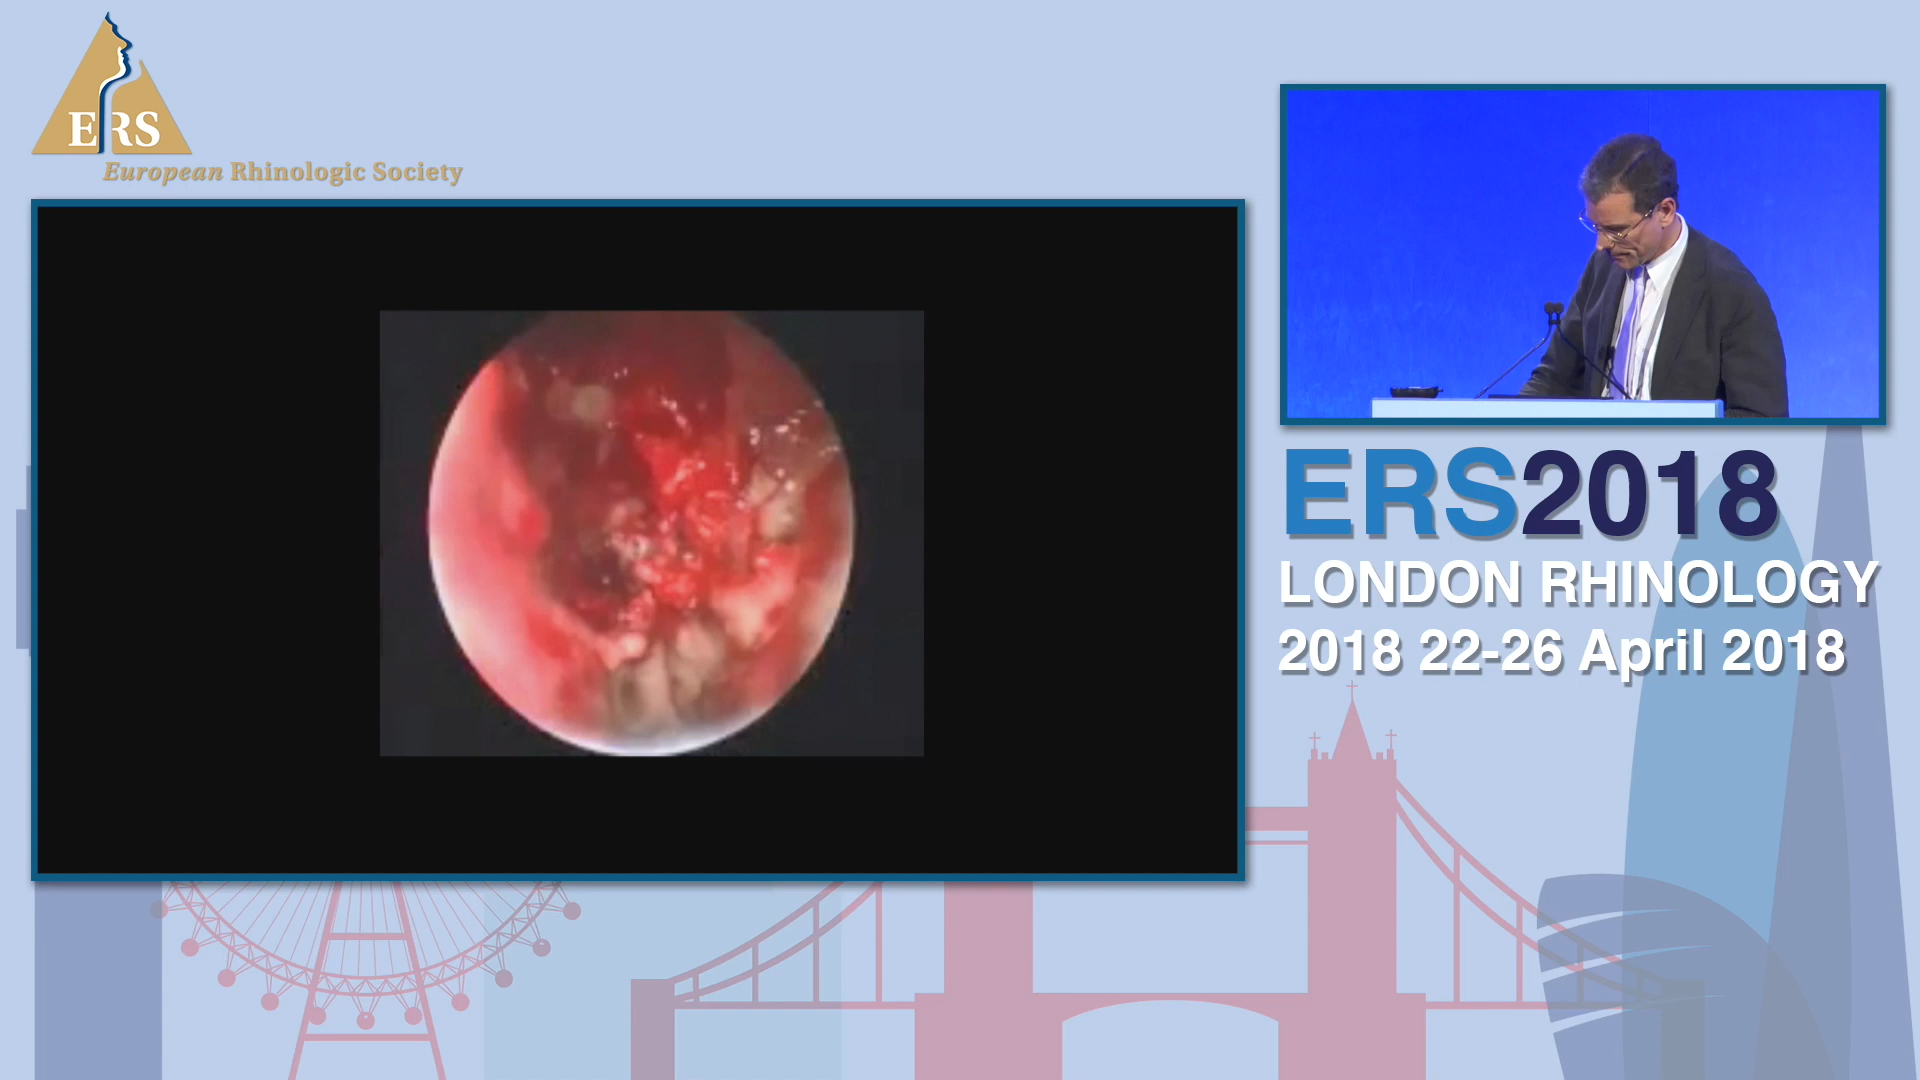 ERS
European Rhinologic Society
ERS2018
LONDON RHINOLOGY
2018 22-26 April 2018